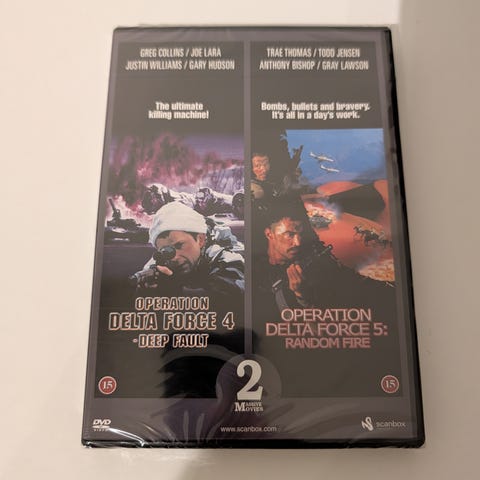 GREG COLLINS / JOE LARA
JUSTIN WILLIAMS / GARY HUDSON
The ultimate
killing machine!
OPERATION
DELTA FORCE 4
-DEEP FAULT
15
TRAE THOMAS / TODD JENSEN
ANTHONY BISHOP / GRAY LAWSON
Bombs, bullets and bravery.
It's all in a day's work.
OPERATION
DELTA FORCE 5:
RANDOM FIRE
15
2
MASSIVE
MOVIES
DVD
VIDEO
www.scanbox.com
scanbox